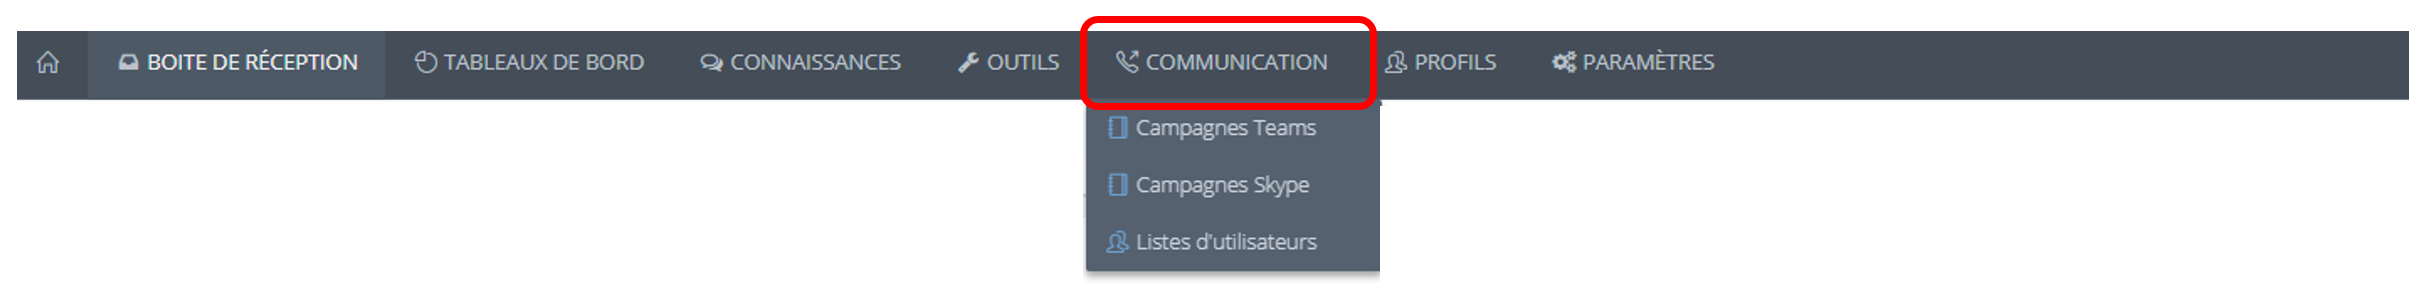 BOITE DE RÉCEPTION TABLEAUX DE BORD CONNAISSANCES OUTILS COMMUNICATION PROFILS PARAMÈTRES
Campagnes Teams
Campagnes Skype
Listes d'utilisateurs